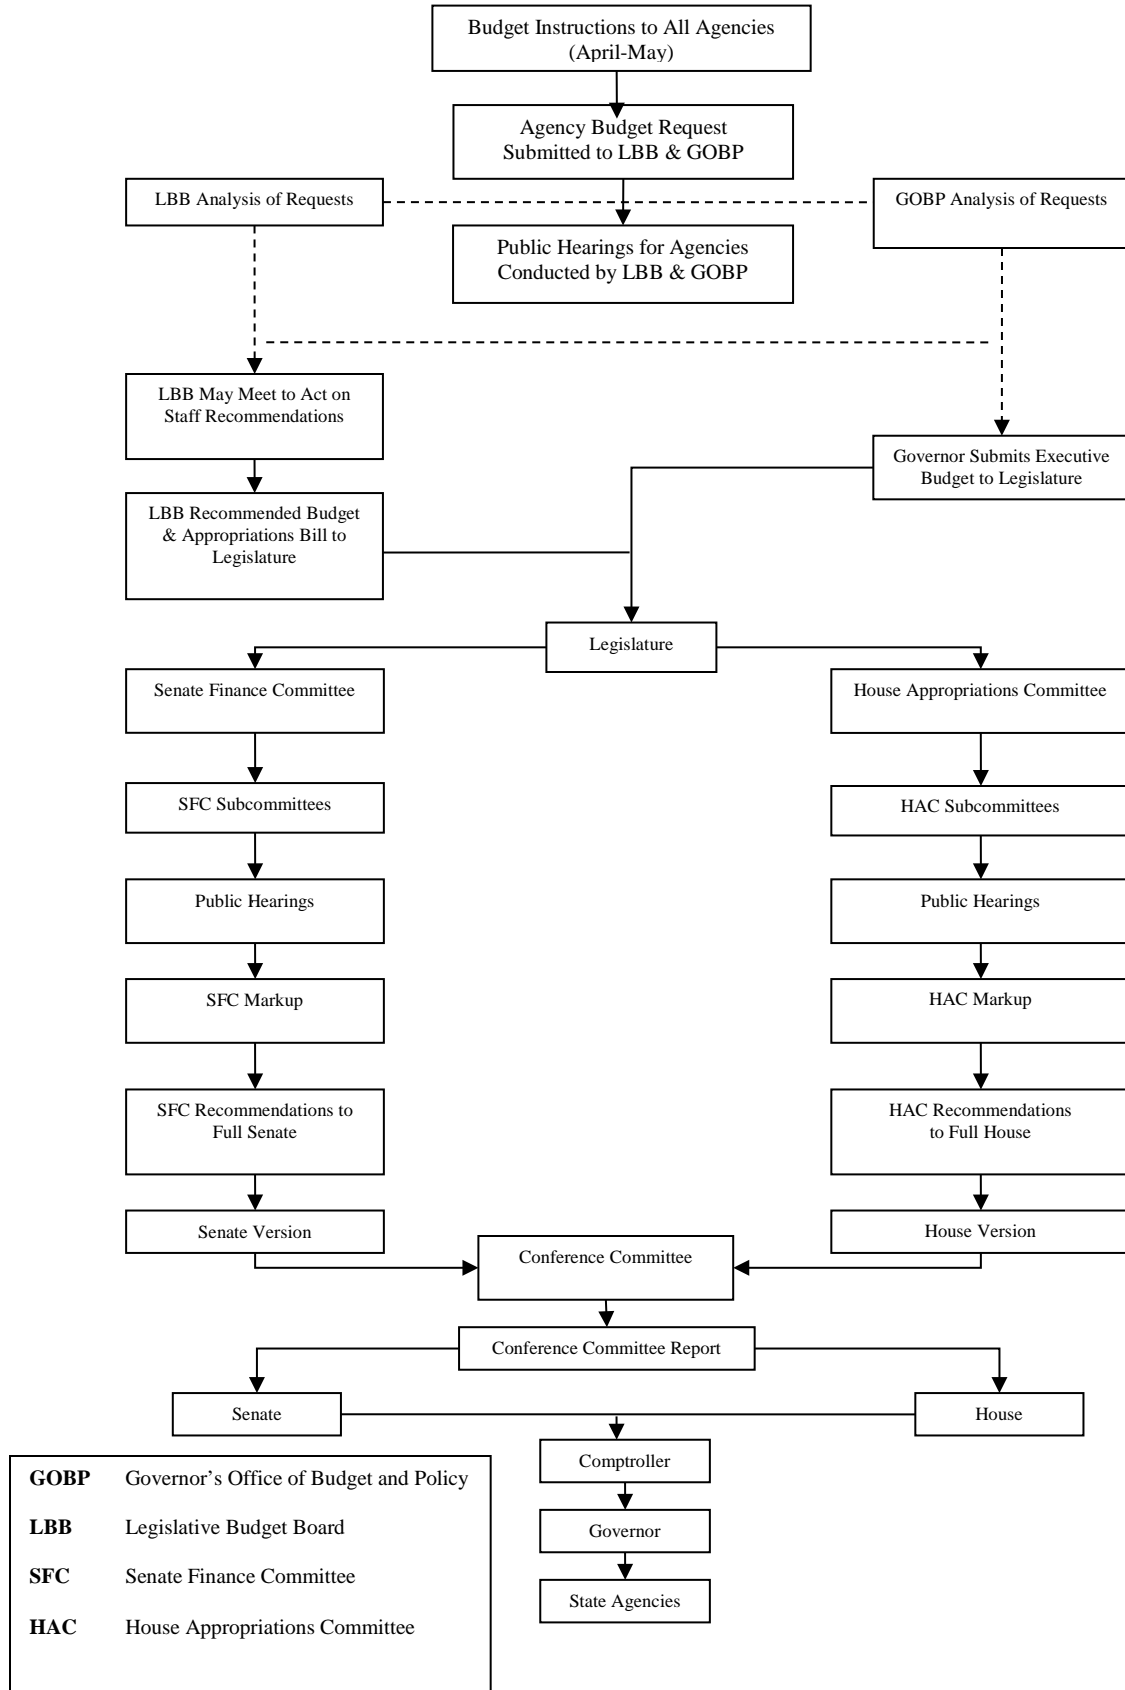 Budget Instructions to All Agencies
(April-May)
Agency Budget Request
Submitted to LBB & GOBP
LBB Analysis of Requests
GOBP Analysis of Requests
Public Hearings for Agencies
Conducted by LBB & GOBP
LBB May Meet to Act on
Staff Recommendations
Governor Submits Executive
Budget to Legislature
LBB Recommended Budget
& Appropriations Bill to
Legislature
Legislature
Senate Finance Committee
House Appropriations Committee
SFC Subcommittees
HAC Subcommittees
Public Hearings
Public Hearings
SFC Markup
HAC Markup
SFC Recommendations to
Full Senate
HAC Recommendations
to Full House
Senate Version
House Version
Conference Committee
Conference Committee Report
Senate
House
Comptroller
Governor
State Agencies
GOBP Governor’s Office of Budget and Policy
LBB Legislative Budget Board
SFC Senate Finance Committee
HAC House Appropriations Committee